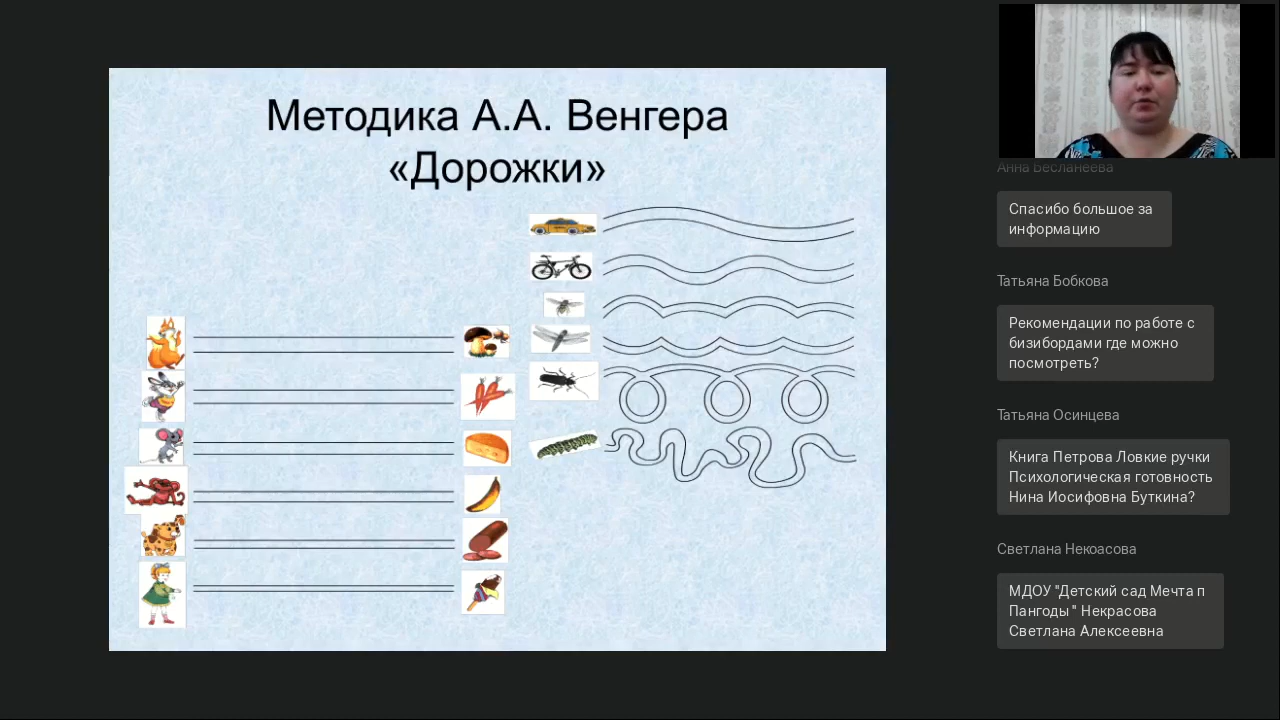 Методика А.А. Венгера
«Дорожки»
Анна Бесланеева
Спасибо большое за
информацию
Татьяна Бобкова
Рекомендации по работе с
бизибордами где можно
посмотреть?
Татьяна Осинцева
Книга Петрова Ловкие ручки
Психологическая готовность
Нина Иосифовна Буткина?
Светлана Некоасова
МДОУ "Детский сад Мечта п
Пангоды" Некрасова
Светлана Алексеевна